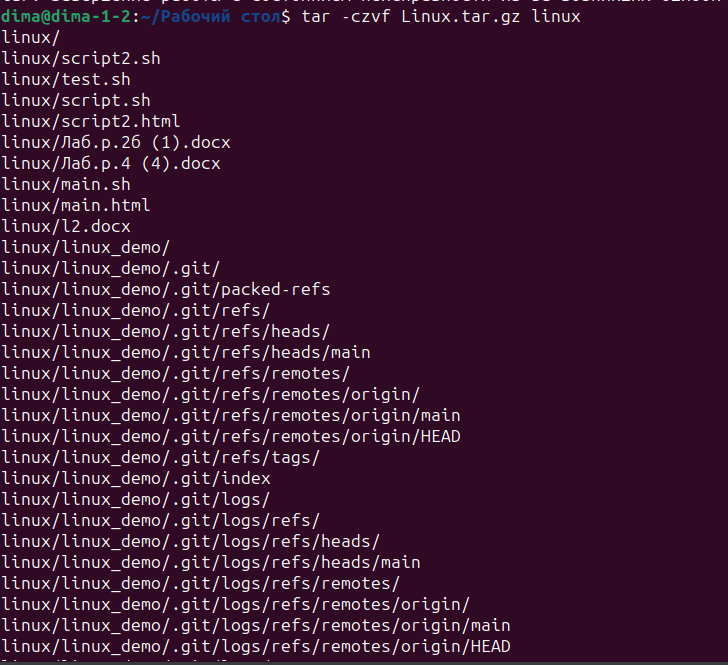 dima@dima-1-2:~/Рабочий стол$ tar -czvf Linux.tar.gz linux
linux/
linux/script2.sh
linux/test.sh
linux/script.sh
linux/script2.html
linux/Лаб.р.2б (1).docx
linux/Лаб.р.4 (4).docx
linux/main.sh
linux/main.html
linux/l2.docx
linux/linux_demo/
linux/linux_demo/.git/
linux/linux_demo/.git/packed-refs
linux/linux_demo/.git/refs/
linux/linux_demo/.git/refs/heads/
linux/linux_demo/.git/refs/heads/main
linux/linux_demo/.git/refs/remotes/
linux/linux_demo/.git/refs/remotes/origin/
linux/linux_demo/.git/refs/remotes/origin/main
linux/linux_demo/.git/refs/remotes/origin/HEAD
linux/linux_demo/.git/refs/tags/
linux/linux_demo/.git/index
linux/linux_demo/.git/logs/
linux/linux_demo/.git/logs/refs/
linux/linux_demo/.git/logs/refs/heads/
linux/linux_demo/.git/logs/refs/heads/main
linux/linux_demo/.git/logs/refs/remotes/
linux/linux_demo/.git/logs/refs/remotes/origin/
linux/linux_demo/.git/logs/refs/remotes/origin/main
linux/linux_demo/.git/logs/refs/remotes/origin/HEAD